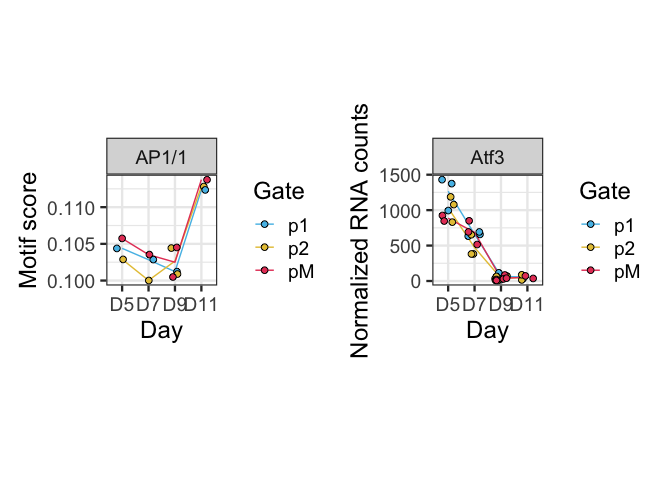 AP1/1
Motif score
0.110
0.105
0.100
D5 D7 D9 D11
Day
Gate
p1
p2
pM
Atf3
Normalized RNA counts
1500
1000
500
0
D5 D7 D9 D11
Day
Gate
p1
p2
pM